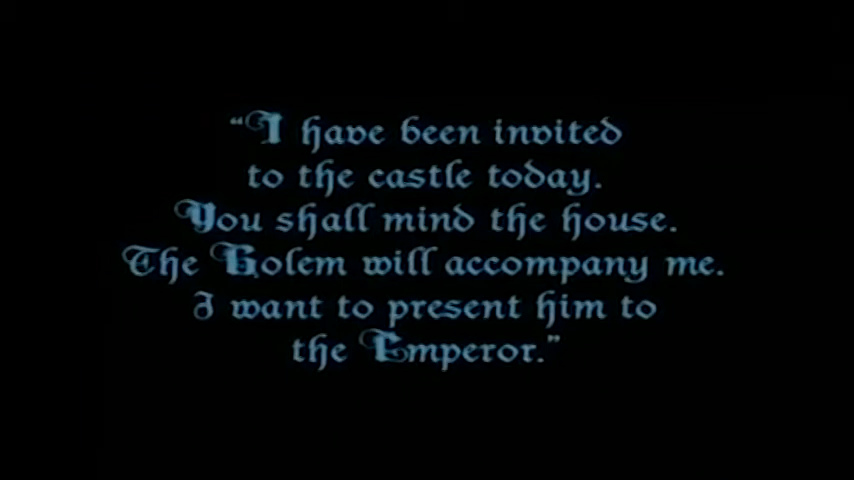 “I have been invited
to the castle today.
You shall mind the house.
The Golem will accompany me.
I want to present him to
the Emperor.”